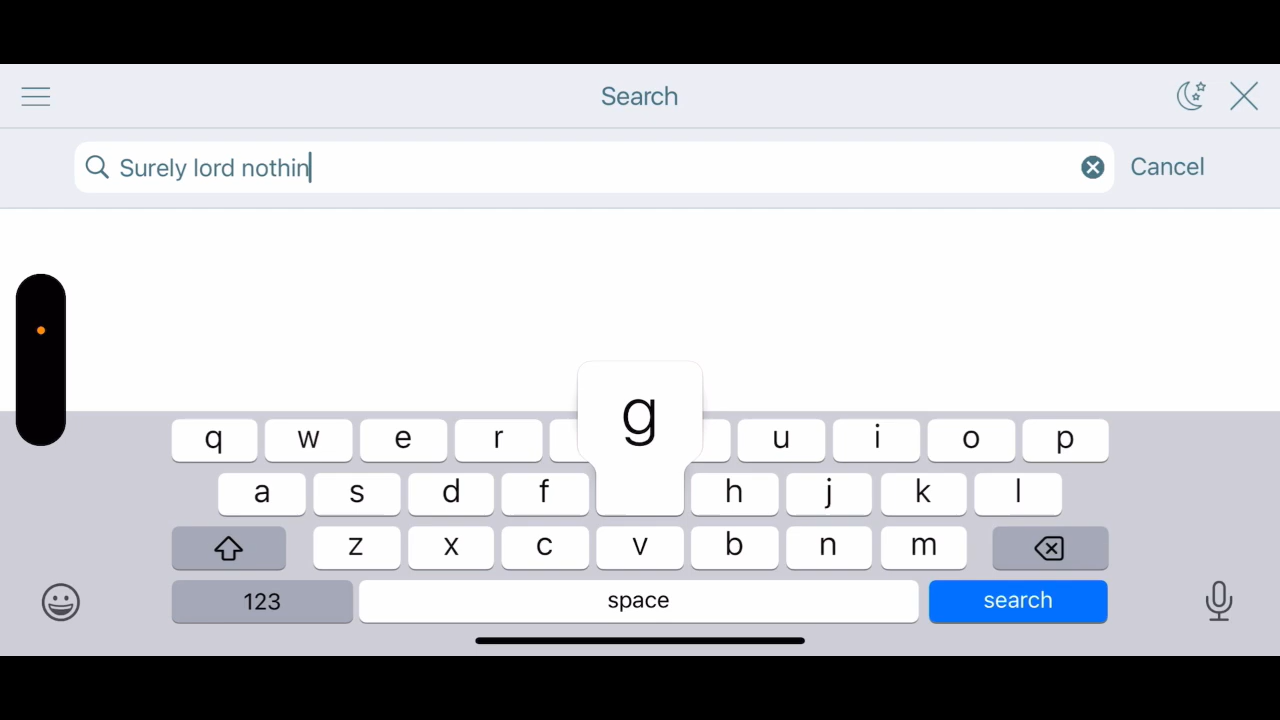 Search
Surely lord nothin
Cancel
g
q w e r u i o p
a s d f h j k l
z x c v b n m
123 space search